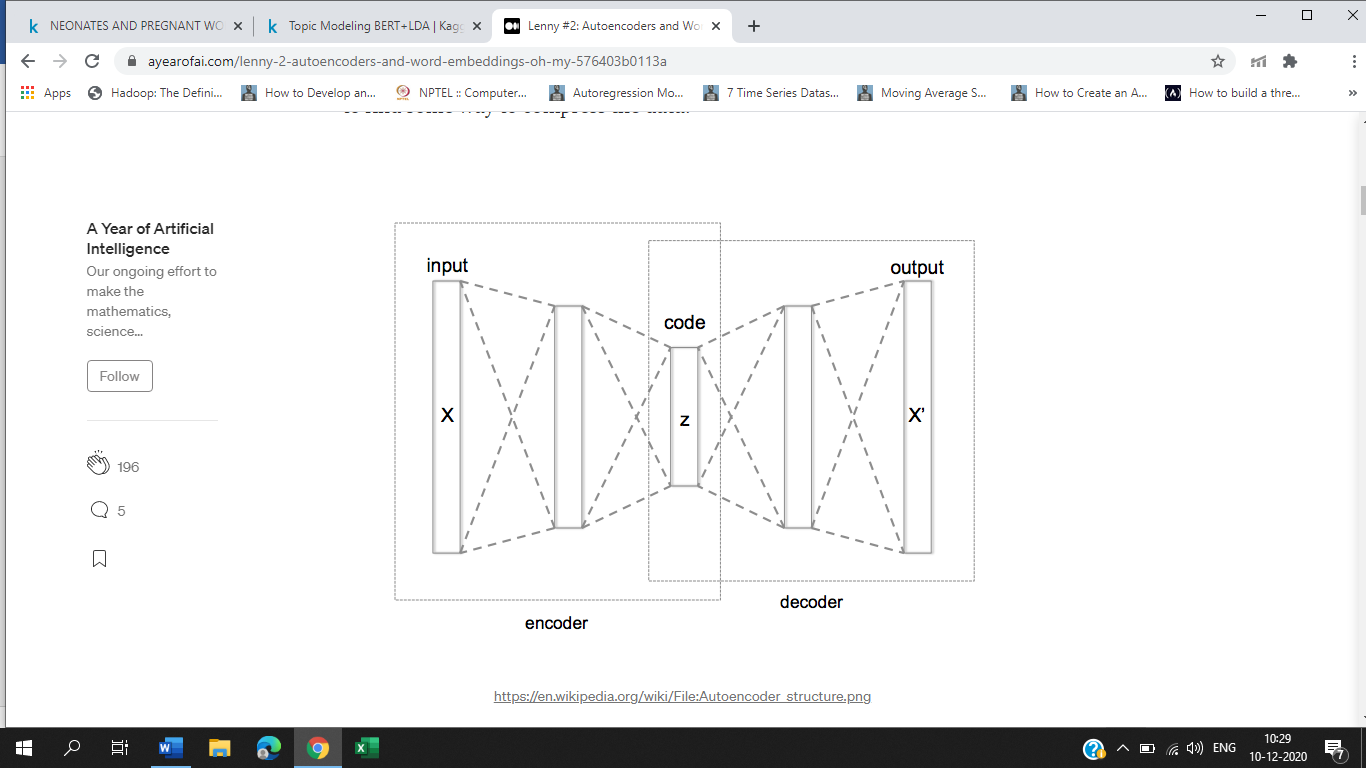 NEONATES AND PREGNANT WO
Topic Modeling BERT+LDA | Kagg
Lenny #2: Autoencoders and Wo
ayearofai.com/lenny-2-autoencoders-and-word-embeddings-oh-my-576403b0113a
Apps
Hadoop: The Defini...
How to Develop an...
NPTEL :: Computer...
Autoregression Mo...
7 Time Series Datas...
Moving Average S...
How to Create an A...
How to build a thre...
A Year of Artificial
Intelligence
Our ongoing effort to
make the
mathematics,
science...
Follow
196
5
input
output
code
X
z
X’
decoder
encoder
https://en.wikipedia.org/wiki/File:Autoencoder_structure.png
ENG
10:29
10-12-2020
7